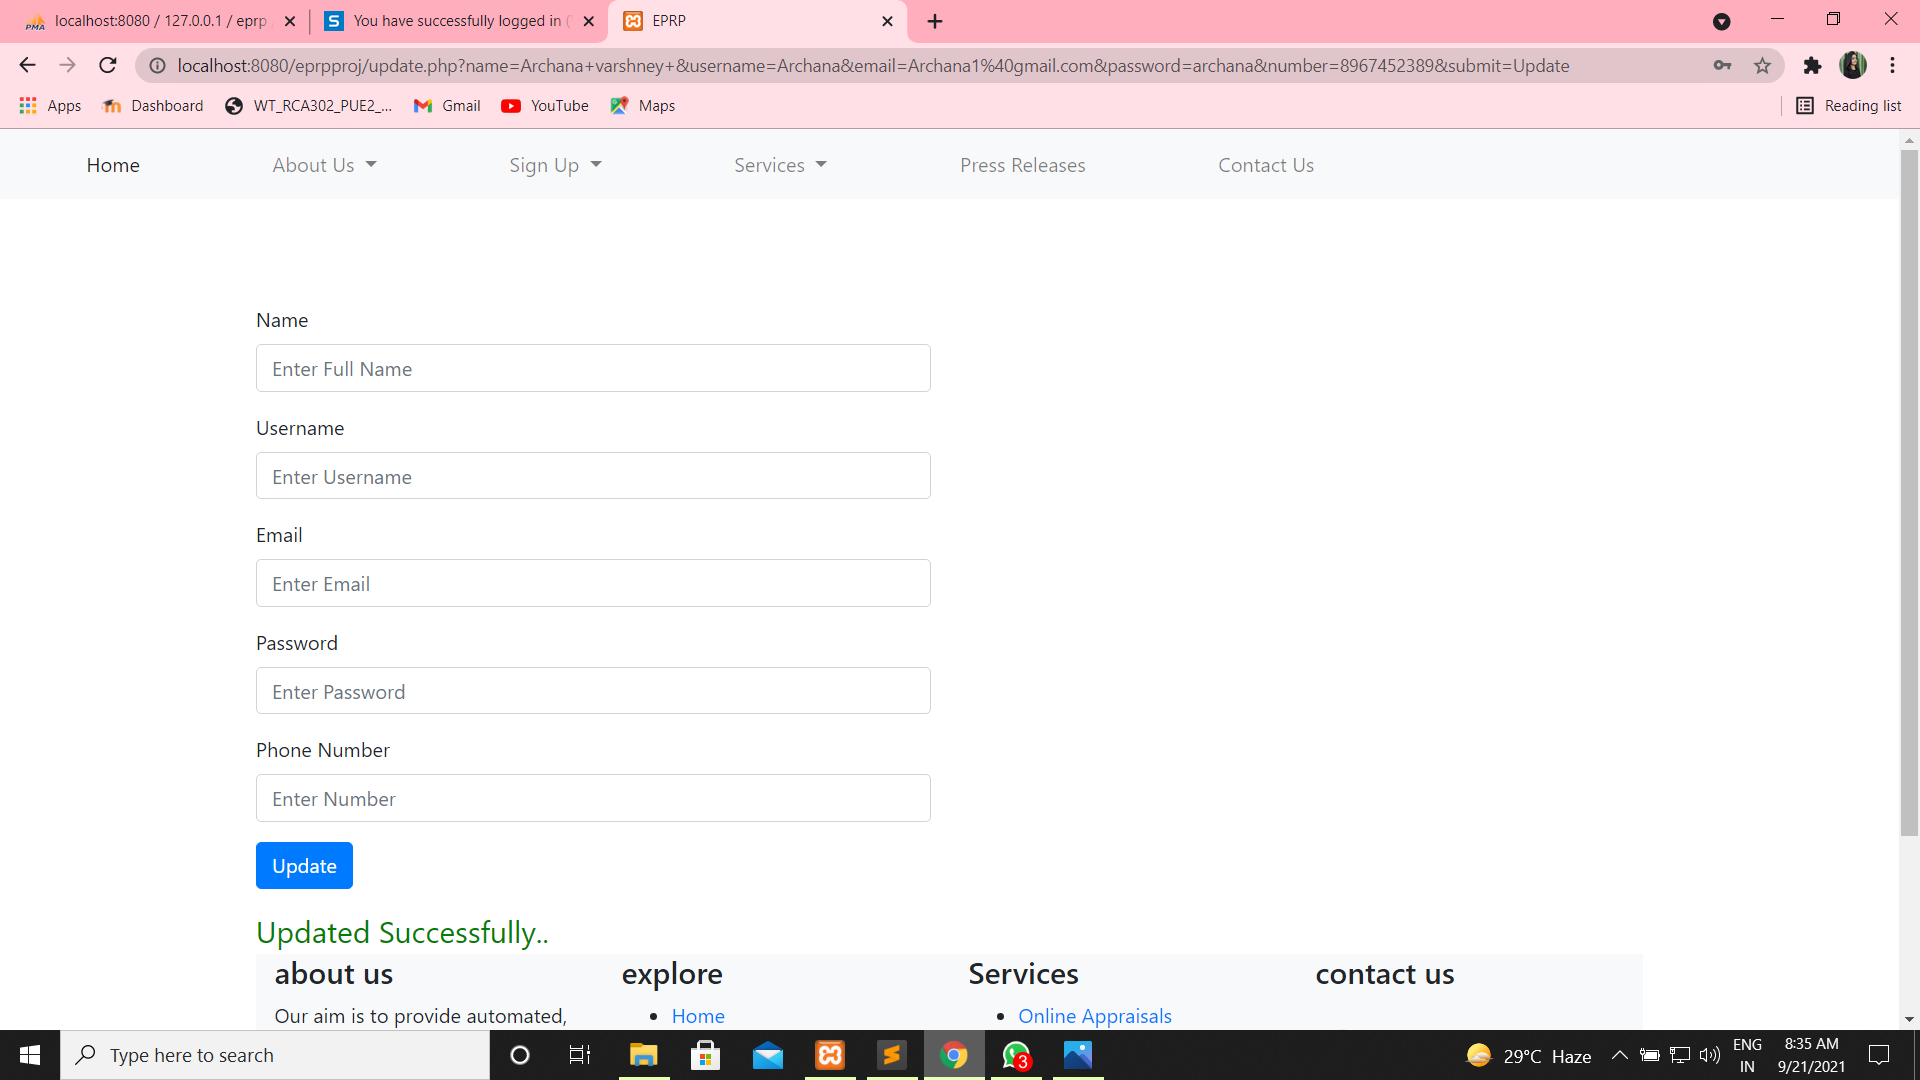 localhost:8080 / 127.0.0.1 / eprp
You have successfully logged in (
EPRP
localhost:8080/eprpproj/update.php?name=Archana+varshney+&username=Archana&email=Archana1%40gmail.com&password=archana&number=8967452389&submit=Update
Apps Dashboard WT_RCA302_PUE2_... Gmail YouTube Maps Reading list
Home About Us Sign Up Services Press Releases Contact Us
Name
Enter Full Name
Username
Enter Username
Email
Enter Email
Password
Enter Password
Phone Number
Enter Number
Update
Updated Successfully..
about us explore Services contact us
Our aim is to provide automated, Home Online Appraisals
Type here to search
3
29°C Haze
ENG
IN
8:35 AM
9/21/2021